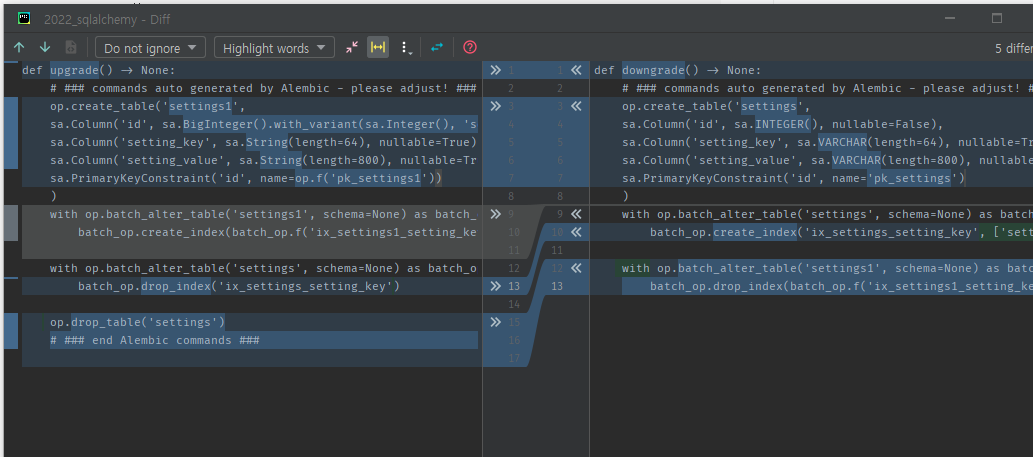 2022_sqlalchemy - Diff
Do not ignore
Highlight words
5 differ
def upgrade() → None:
# ### commands auto generated by Alembic - please adjust! ###
op.create_table('settings1',
sa.Column('id', sa.BigInteger().with_variant(sa.Integer(), 's
sa.Column('setting_key', sa.String(length=64), nullable=True)
sa.Column('setting_value', sa.String(length=800), nullable=Tr
sa.PrimaryKeyConstraint('id', name=op.f('pk_settings1'))
)
with op.batch_alter_table('settings1', schema=None) as batch_
batch_op.create_index(batch_op.f('ix_settings1_setting_ke
with op.batch_alter_table('settings', schema=None) as batch_o
batch_op.drop_index('ix_settings_setting_key')
op.drop_table('settings')
# ### end Alembic commands ###
1 1
2 2
3 3
4 4
5 5
6 6
7 7
8 8
9 9
10 10
11 11
12 12
13 13
14
15
16
17
def downgrade() → None:
# ### commands auto generated by Alembic - please adjust! #
op.create_table('settings',
sa.Column('id', sa.INTEGER(), nullable=False),
sa.Column('setting_key', sa.VARCHAR(length=64), nullable=Tr
sa.Column('setting_value', sa.VARCHAR(length=800), nullable
sa.PrimaryKeyConstraint('id', name='pk_settings')
)
with op.batch_alter_table('settings', schema=None) as batch
batch_op.create_index('ix_settings_setting_key', ['sett
with op.batch_alter_table('settings1', schema=None) as batc
batch_op.drop_index(batch_op.f('ix_settings1_setting_ke